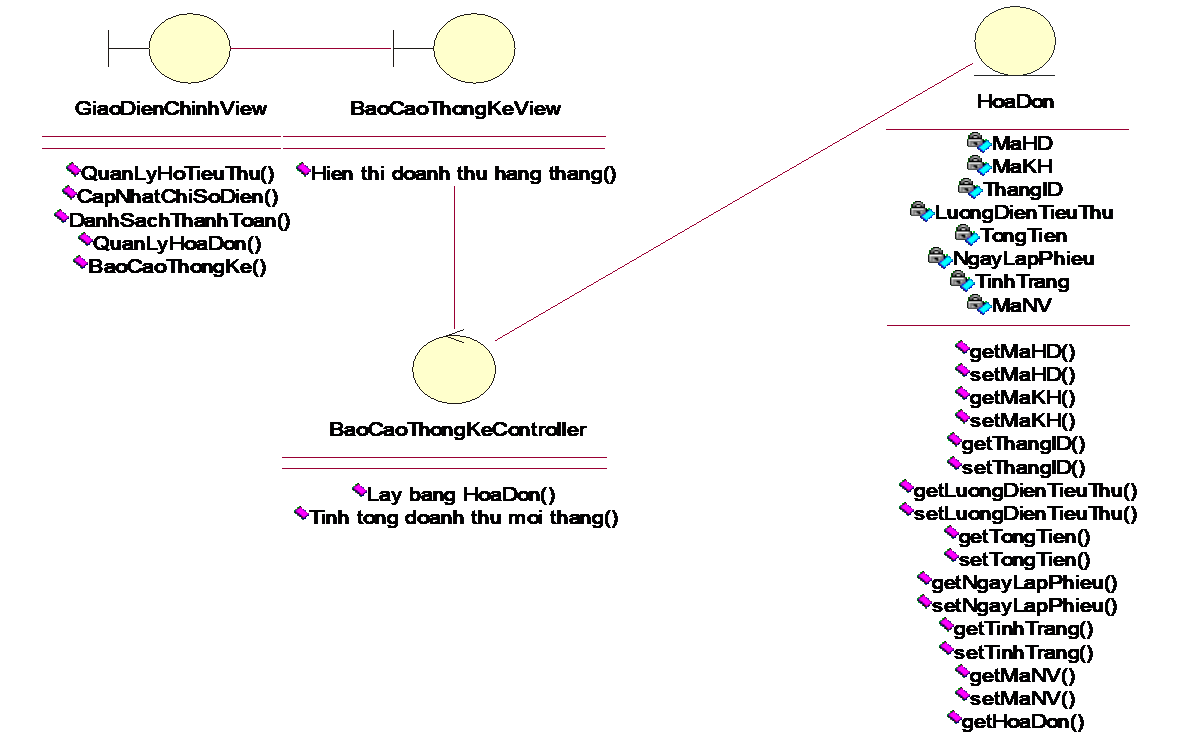 GiaoDienChinhView
QuanLyHoTieuThu()
CapNhatChiSoDien()
DanhSachThanhToan()
QuanLyHoaDon()
BaoCaoThongKe()
BaoCaoThongKeView
Hien thi doanh thu hang thang()
BaoCaoThongKeController
Lay bang HoaDon()
Tinh tong doanh thu moi thang()
HoaDon
MaHD
MaKH
ThangID
LuongDienTieuThu
TongTien
NgayLapPhieu
TinhTrang
MaNV
getMaHD()
setMaHD()
getMaKH()
setMaKH()
getThangID()
setThangID()
getLuongDienTieuThu()
setLuongDienTieuThu()
getTongTien()
setTongTien()
getNgayLapPhieu()
setNgayLapPhieu()
getTinhTrang()
setTinhTrang()
getMaNV()
setMaNV()
getHoaDon()